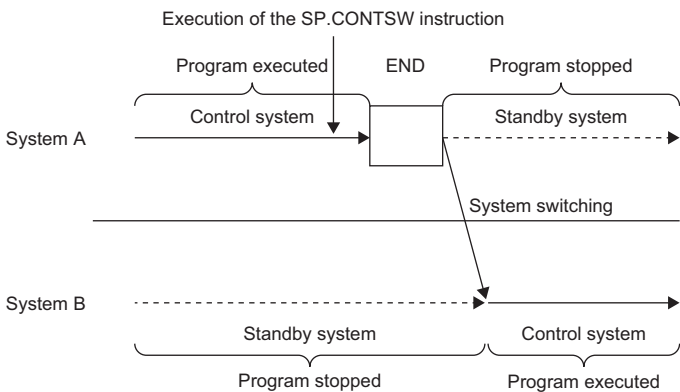 Execution of the SP.CONTSW instruction
Program executed
END
Program stopped
Control system
Standby system
System A
System switching
System B
Standby system
Control system
Program stopped
Program executed